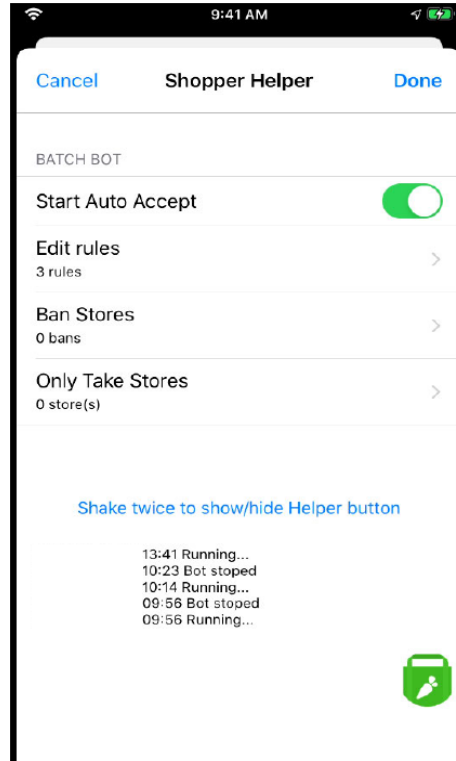 9:41 AM
Cancel Shopper Helper Done
BATCH BOT
Start Auto Accept
Edit rules
3 rules
Ban Stores
0 bans
Only Take Stores
0 store(s)
Shake twice to show/hide Helper button
13:41 Running...
10:23 Bot stoped
10:14 Running...
09:56 Bot stoped
09:56 Running...